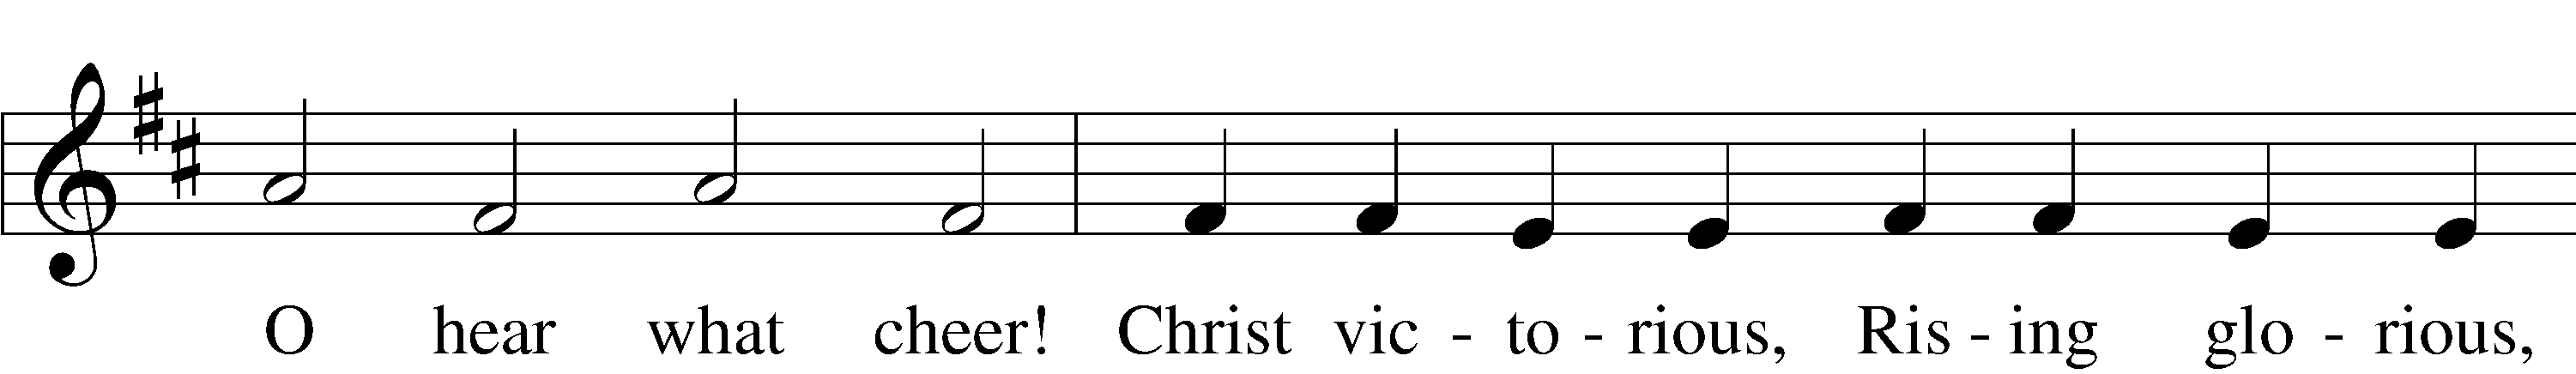 O hear what cheer! Christ vic - to - rious, Ris - ing glo - rious,